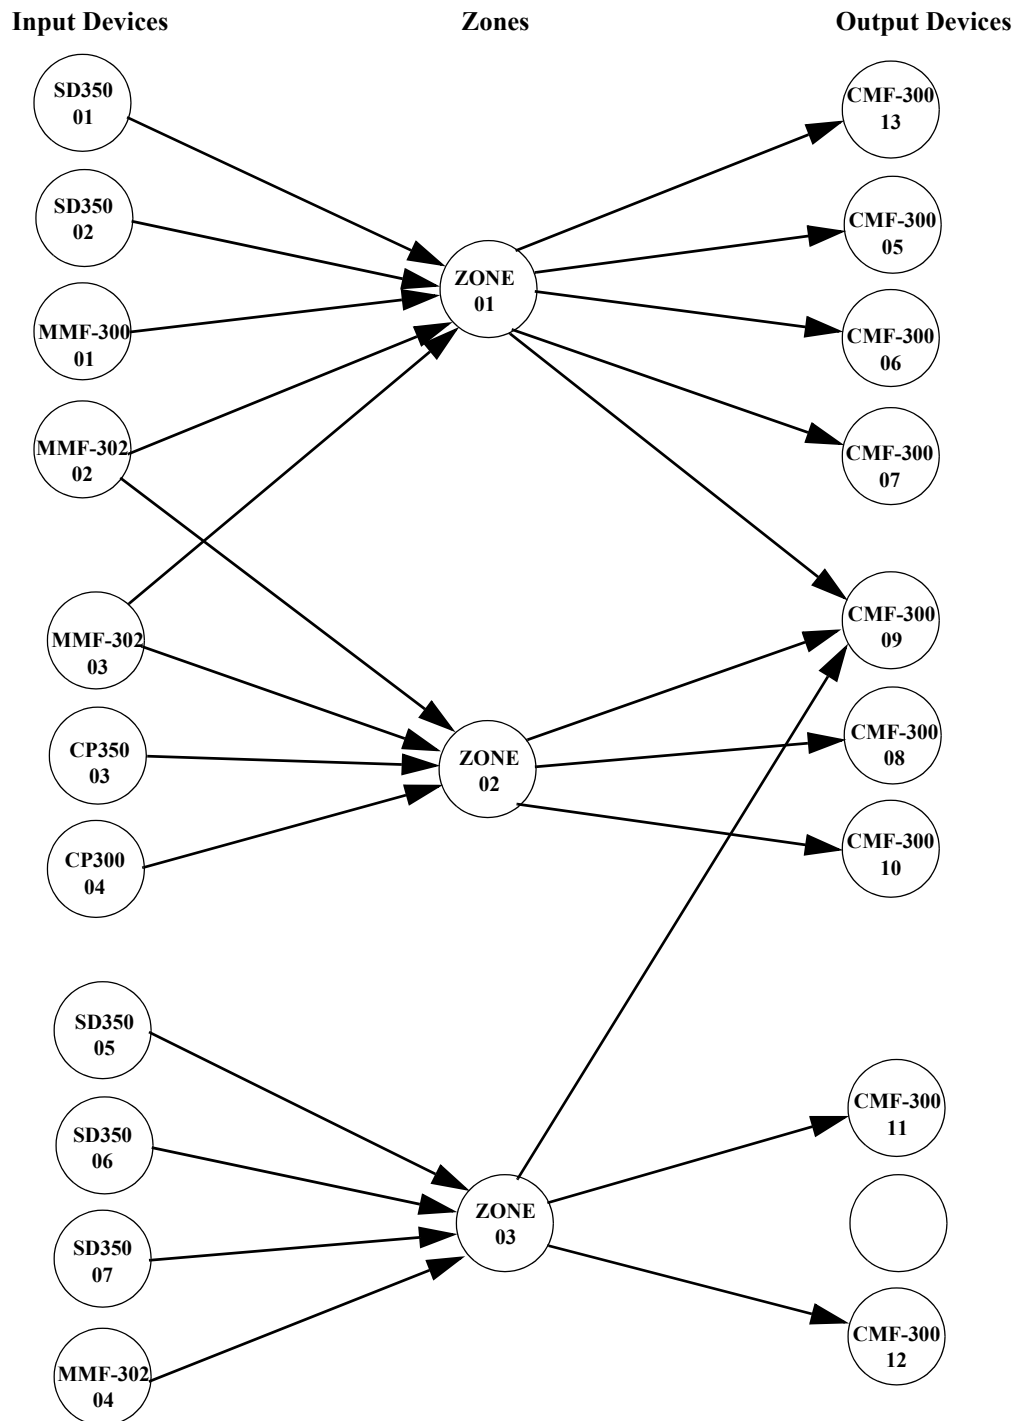 Input Devices
Zones
Output Devices
SD350
01
SD350
02
MMF-300
01
MMF-302
02
MMF-302
03
CP350
03
CP300
04
SD350
05
SD350
06
SD350
07
MMF-302
04
ZONE
01
ZONE
02
ZONE
03
CMF-300
13
CMF-300
05
CMF-300
06
CMF-300
07
CMF-300
09
CMF-300
08
CMF-300
10
CMF-300
11
CMF-300
12